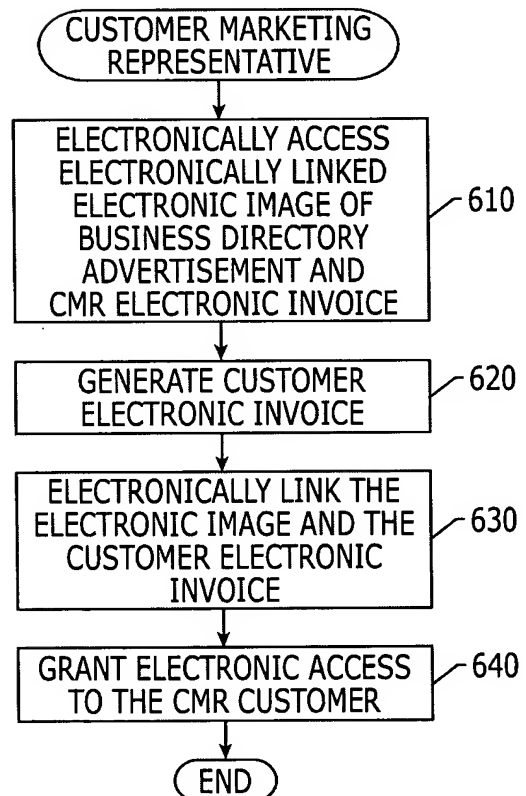 CUSTOMER MARKETING
REPRESENTATIVE
ELECTRONICALLY ACCESS
ELECTRONICALLY LINKED
ELECTRONIC IMAGE OF
BUSINESS DIRECTORY
ADVERTISEMENT AND
CMR ELECTRONIC INVOICE
610
GENERATE CUSTOMER
ELECTRONIC INVOICE
620
ELECTRONICALLY LINK THE
ELECTRONIC IMAGE AND THE
CUSTOMER ELECTRONIC
INVOICE
630
GRANT ELECTRONIC ACCESS
TO THE CMR CUSTOMER
640
END